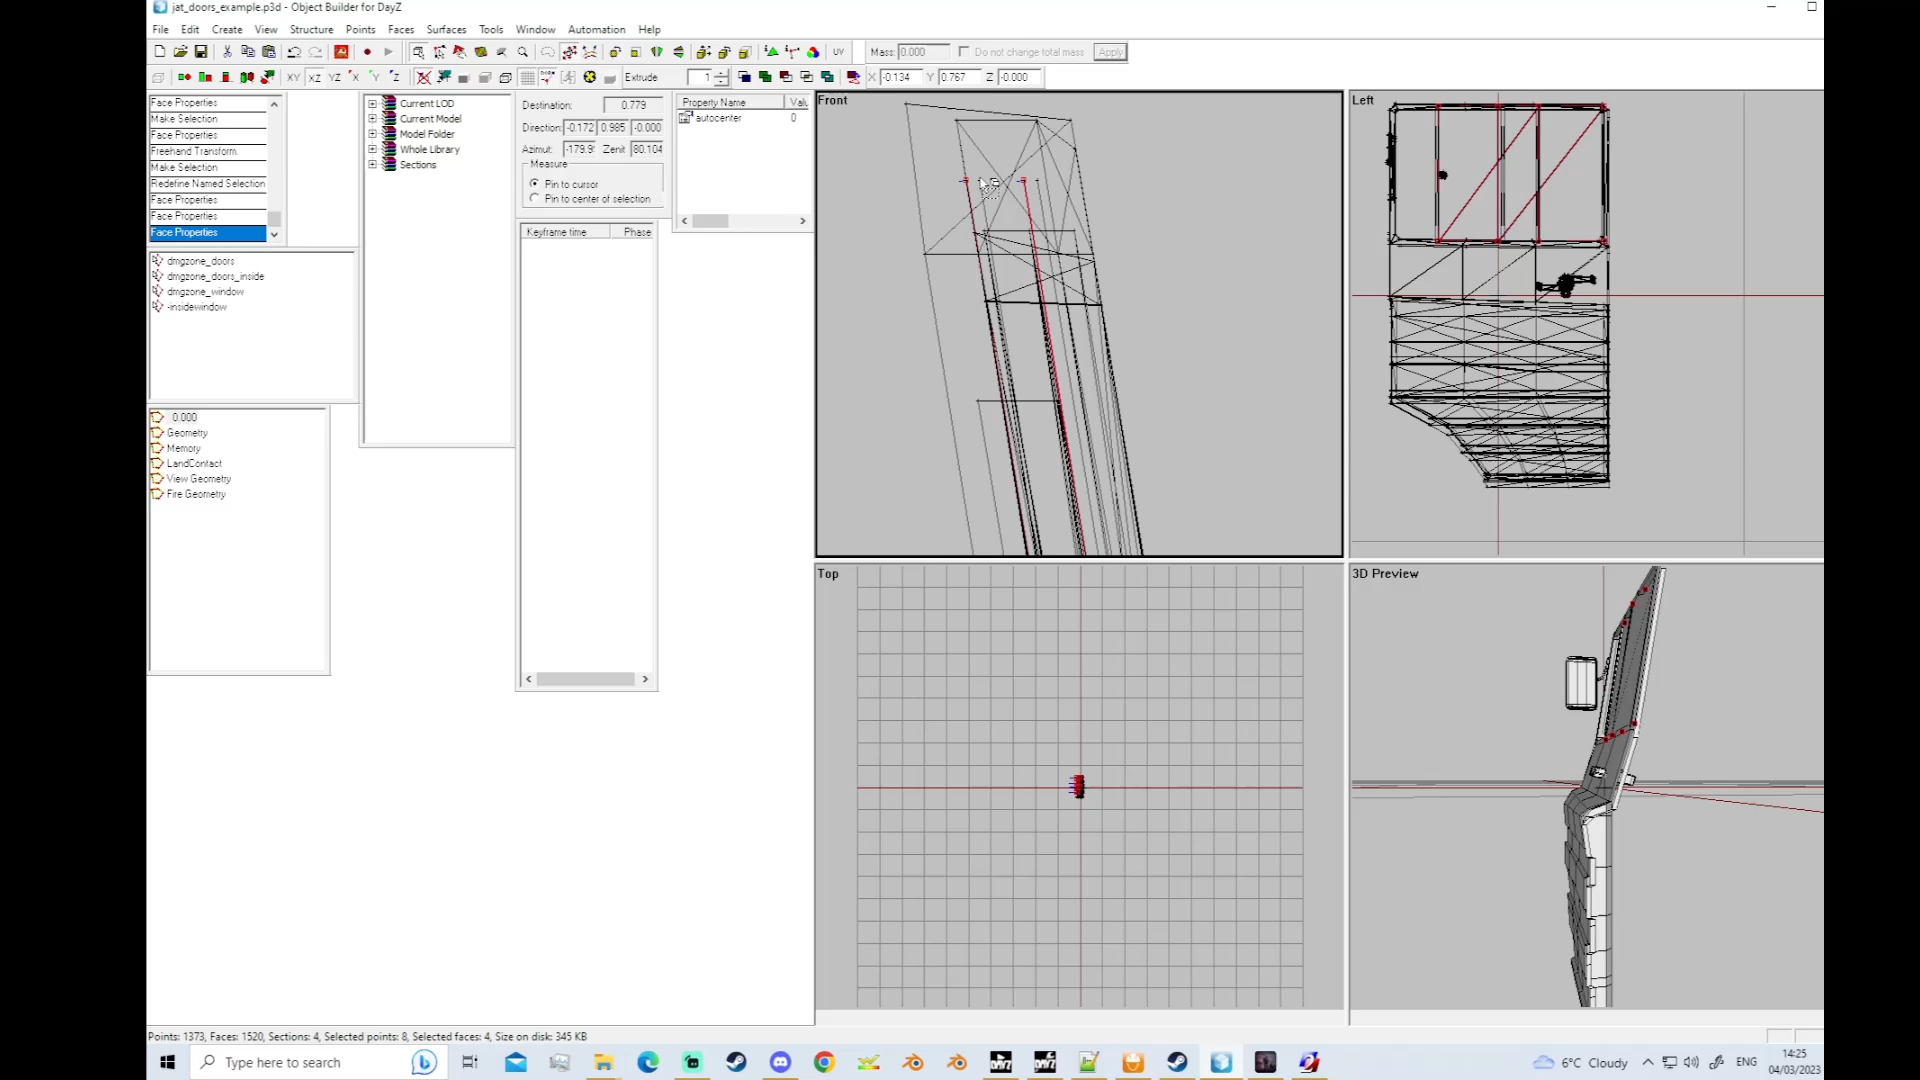 jat_doors_example.p3d - Object Builder for DayZ
File Edit Create View Structure Points Faces Surfaces Tools Window Automation Help
UV Mass: 0.000 Do not change total mass Apply
XY XZ YZ X Y Z Extrude 1 X -0.134 Y 0.767 Z -0.000
Face Properties
Make Selection
Face Properties
Freehand Transform.
Make Selection
Redefine Named Selection
Face Properties
Face Properties
Face Properties
dmgzone_doors
dmgzone_doors_inside
dmgzone_window
-insidewindow
0.000
Geometry
Memory
LandContact
View Geometry
Fire Geometry
Current LOD
Current Model
Model Folder
Whole Library
Sections
Destination: 0.779
Direction: -0.172 0.985 -0.000
Azimut: -179.9 Zenit 80.104
Measure
Pin to cursor
Pin to center of selection
Keyframe time Phase
Property Name Valu
autocenter 0
Front
Left
Top
3D Preview
Points: 1373, Faces: 1520, Sections: 4, Selected points: 8, Selected faces: 4, Size on disk: 345 KB
Type here to search
6°C Cloudy
ENG
14:25
04/03/2023